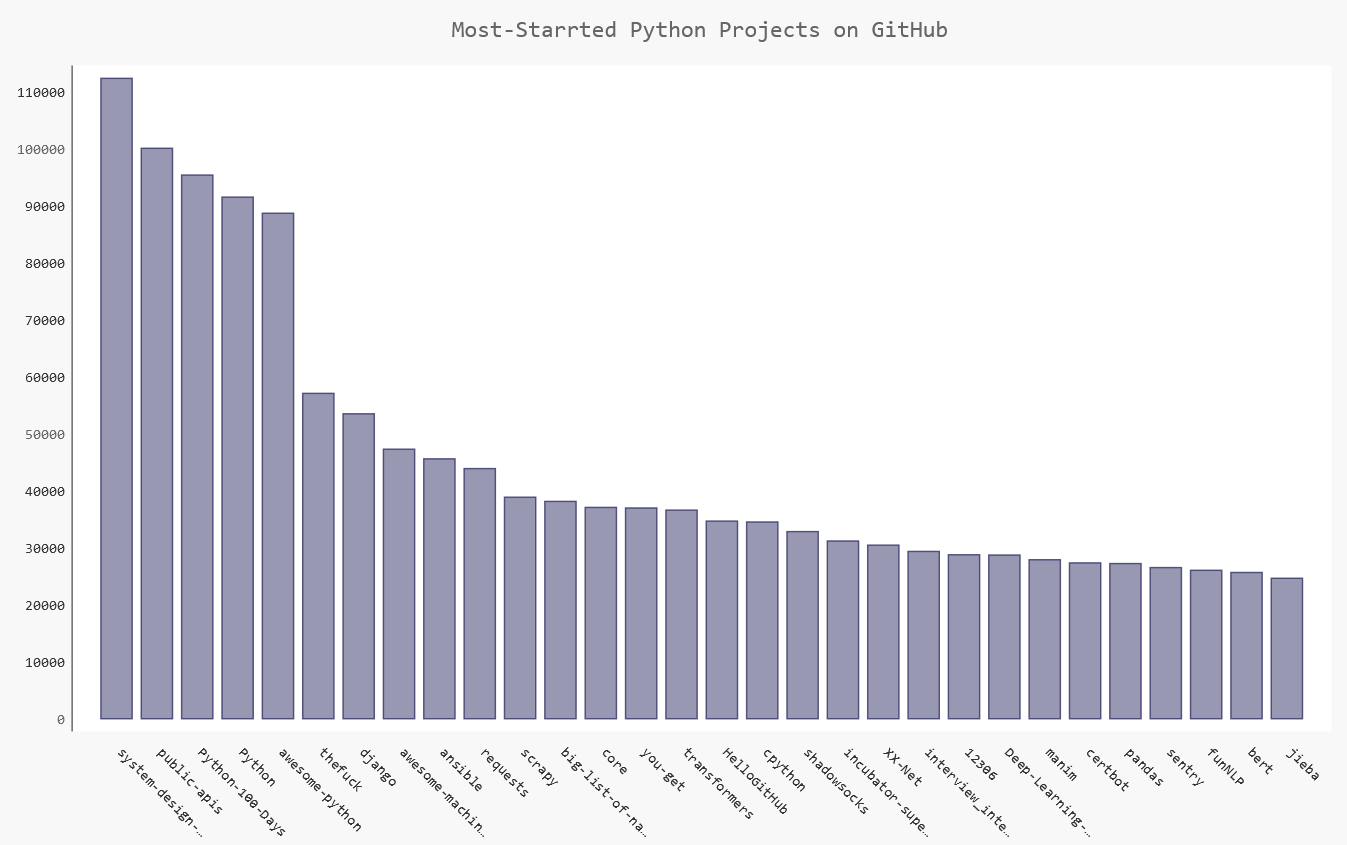 Most-Starrted Python Projects on GitHub
110000
100000
90000
80000
70000
60000
50000
40000
30000
20000
10000
0
system-design-…
public-apis
Python-100-Days
Python
awesome-python
thefuck
django
awesome-machin…
ansible
requests
scrapy
big-list-of-na…
core
you-get
transformers
HelloGitHub
cpython
shadowsocks
incubator-supe…
XX-Net
interview_inte…
12306
Deep-Learning-…
manim
certbot
pandas
sentry
funNLP
bert
jieba